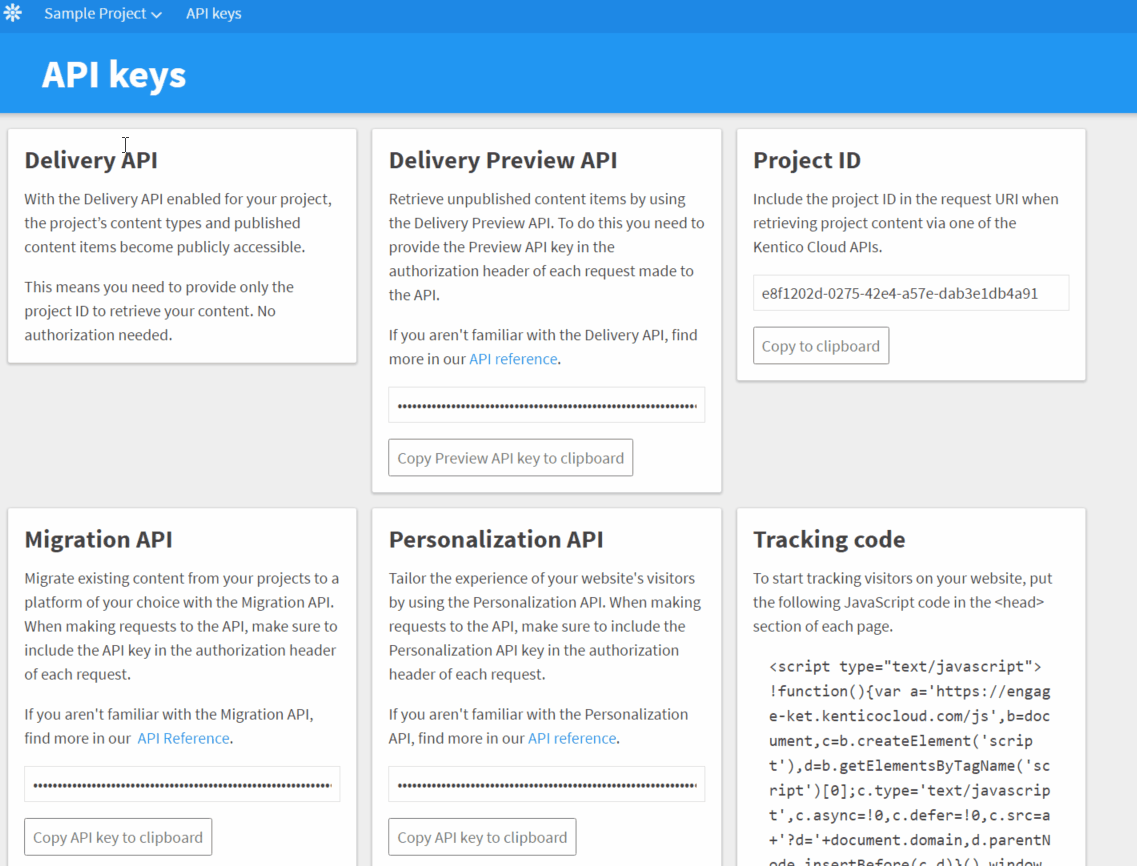 Sample Project
API keys
API keys
Delivery API
With the Delivery API enabled for your project,
the project's content types and published
content items become publicly accessible.
This means you need to provide only the
project ID to retrieve your content. No
authorization needed.
Delivery Preview API
Retrieve unpublished content items by using
the Delivery Preview API. To do this you need to
provide the Preview API key in the
authorization header of each request made to
the API.
If you aren't familiar with the Delivery API, find
more in our API reference.
Copy Preview API key to clipboard
Project ID
Include the project ID in the request URI when
retrieving project content via one of the
Kentico Cloud APIs.
e8f1202d-0275-42e4-a57e-dab3e1db4a91
Copy to clipboard
Migration API
Migrate existing content from your projects to a
platform of your choice with the Migration API.
When making requests to the API, make sure to
include the API key in the authorization header
of each request.
If you aren't familiar with the Migration API,
find more in our API Reference.
Copy API key to clipboard
Personalization API
Tailor the experience of your website's visitors
by using the Personalization API. When making
requests to the API, make sure to include the
Personalization API key in the authorization
header of each request.
If you aren't familiar with the Personalization
API, find more in our API reference.
Copy API key to clipboard
Tracking code
To start tracking visitors on your website, put
the following JavaScript code in the <head>
section of each page.
<script type="text/javascript">
!function(){var a='https://engag
e-ket.kenticocloud.com/js',b=doc
ument,c=b.createElement('scrip
t'),d=b.getElementsByTagName('sc
ript')[0];c.type='text/javascrip
t',c.async=!0,c.defer=!0,c.src=a
+'?d='+document.domain,d.parentN
ode.insertBefore(c,d)}(),window.